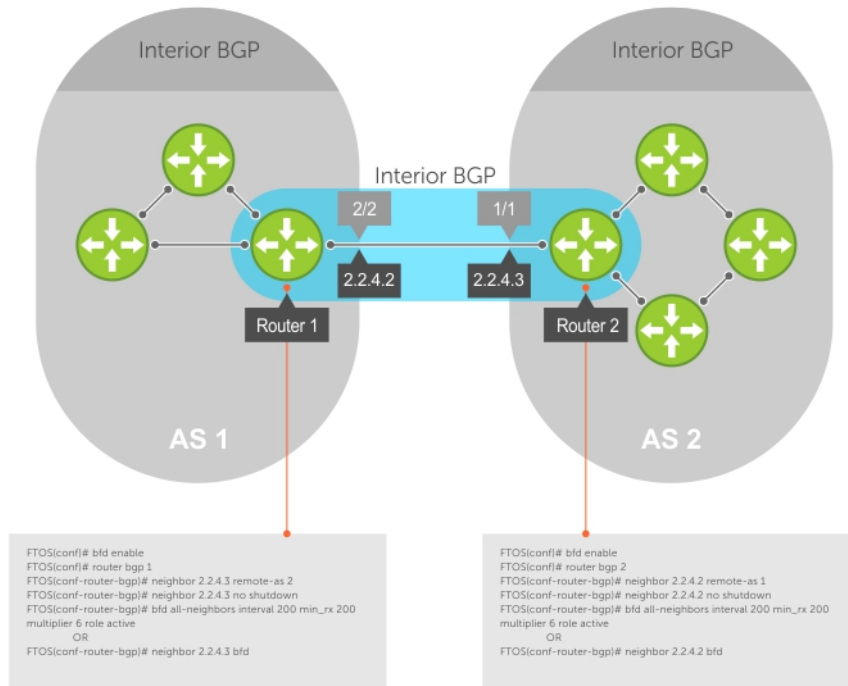 Interior BGP
Interior BGP
Interior BGP
2/2
1/1
2.2.4.2
2.2.4.3
Router 1
Router 2
AS 1
AS 2
FTOS(conf)# bfd enable
FTOS(conf)# router bgp 1
FTOS(conf-router-bgp)# neighbor 2.2.4.3 remote-as 2
FTOS(conf-router-bgp)# neighbor 2.2.4.3 no shutdown
FTOS(conf-router-bgp)# bfd all-neighbors interval 200 min_rx 200
multiplier 6 role active
OR
FTOS(conf-router-bgp)# neighbor 2.2.4.3 bfd
FTOS(conf)# bfd enable
FTOS(conf)# router bgp 2
FTOS(conf-router-bgp)# neighbor 2.2.4.2 remote-as 1
FTOS(conf-router-bgp)# neighbor 2.2.4.2 no shutdown
FTOS(conf-router-bgp)# bfd all-neighbors interval 200 min_rx 200
multiplier 6 role active
OR
FTOS(conf-router-bgp)# neighbor 2.2.4.2 bfd